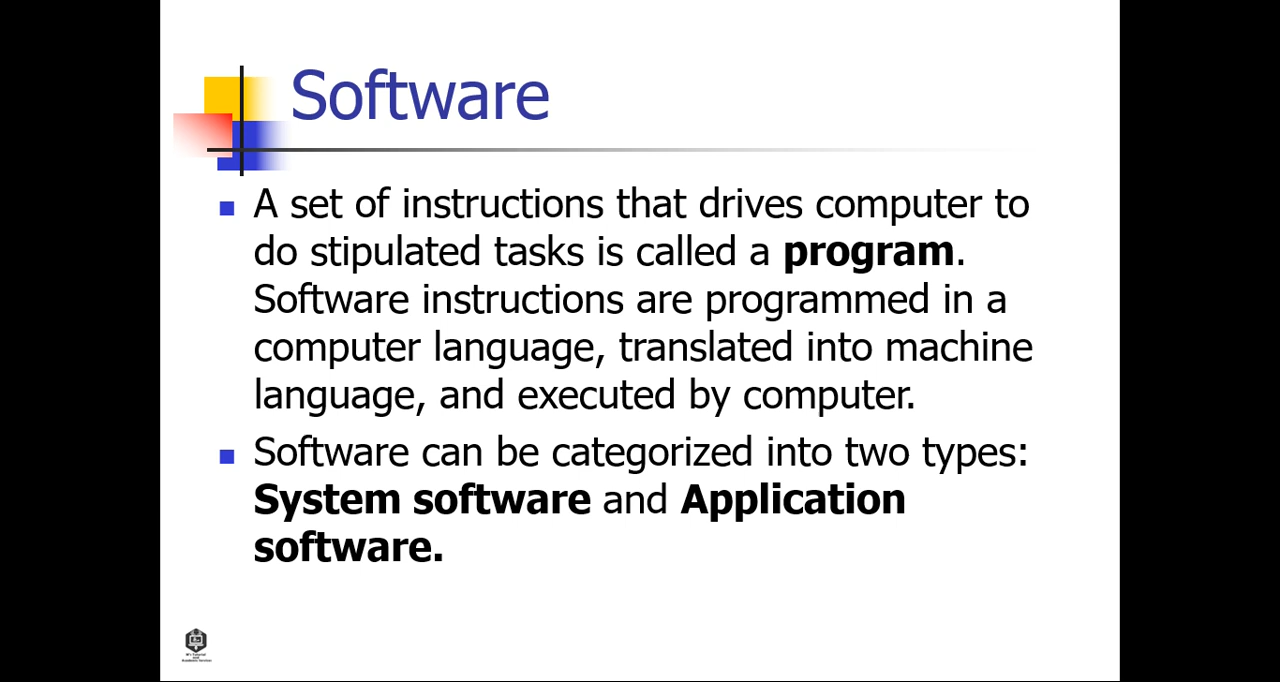 Software
A set of instructions that drives computer to
do stipulated tasks is called a program.
Software instructions are programmed in a
computer language, translated into machine
language, and executed by computer.
Software can be categorized into two types:
System software and Application
software.
Academic Services